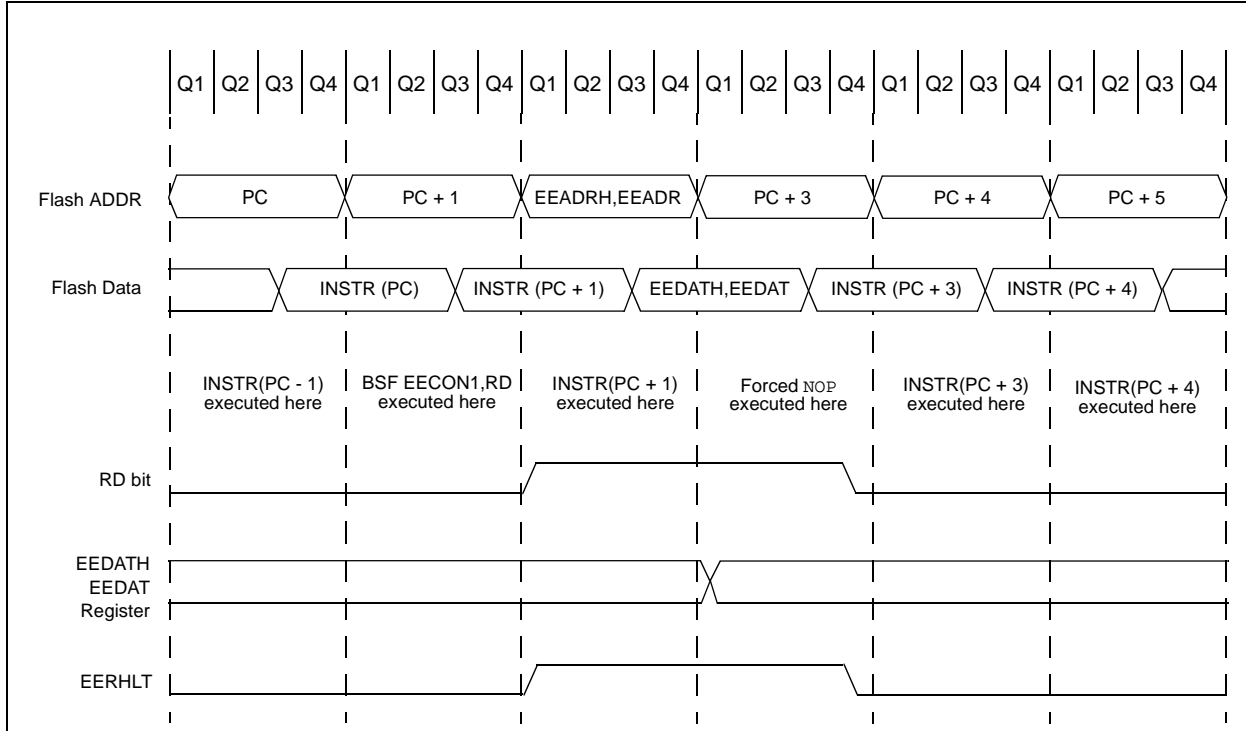 Q1 Q2 Q3 Q4 Q1 Q2 Q3 Q4 Q1 Q2 Q3 Q4 Q1 Q2 Q3 Q4 Q1 Q2 Q3 Q4 Q1 Q2 Q3 Q4
Flash ADDR PC PC + 1 EEADRH,EEADR PC + 3 PC + 4 PC + 5
Flash Data INSTR (PC) INSTR (PC + 1) EEDATH,EEDAT INSTR (PC + 3) INSTR (PC + 4)
INSTR(PC - 1) BSF EECON1,RD INSTR(PC + 1) Forced NOP INSTR(PC + 3) INSTR(PC + 4)
executed here executed here executed here executed here executed here executed here
RD bit
EEDATH
EEDAT
Register
EERHLT